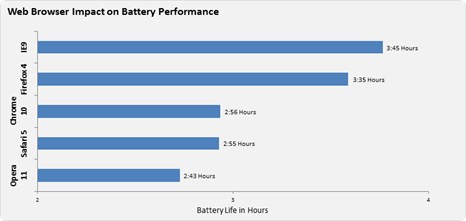 Web Browser Impact on Battery Performance
IE9
3:45 Hours
Firefox 4
3:35 Hours
Chrome
10
2:56 Hours
Safari 5
2:55 Hours
Opera
11
2:43 Hours
2
3
4
Battery Life in Hours